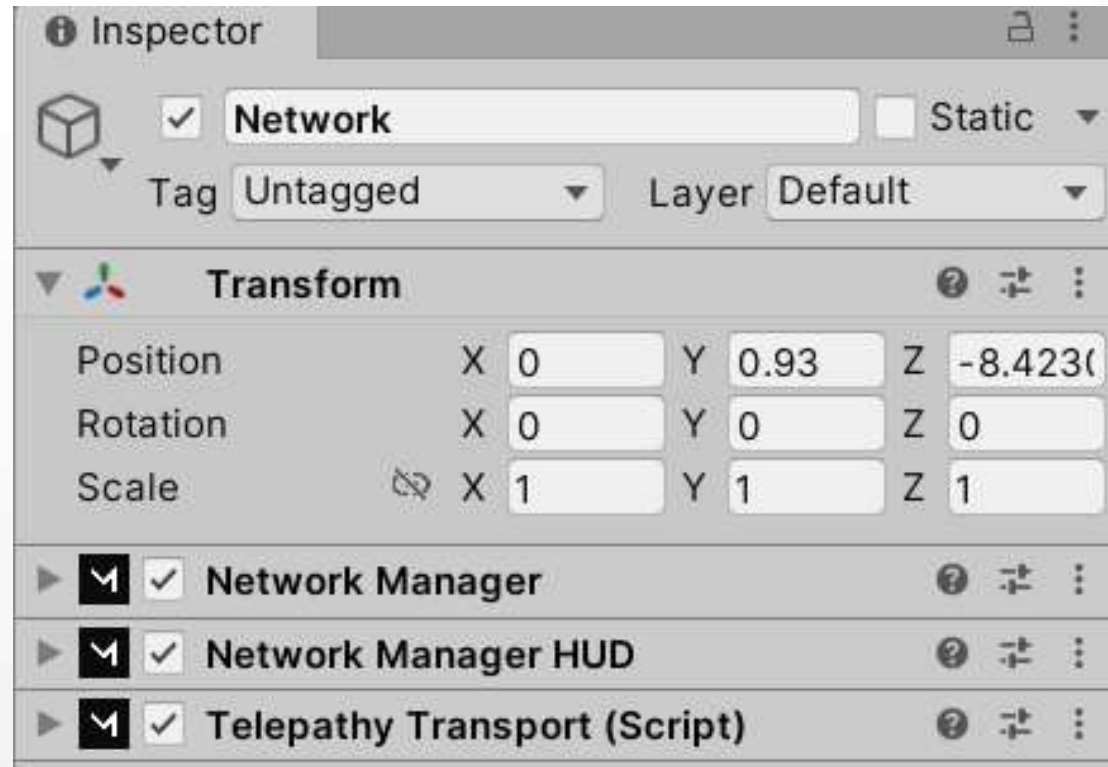 Inspector
Network Static
Tag Untagged Layer Default
Transform
Position X 0 Y 0.93 Z -8.423(
Rotation X 0 Y 0 Z 0
Scale X 1 Y 1 Z 1
Network Manager
Network Manager HUD
Telepathy Transport (Script)